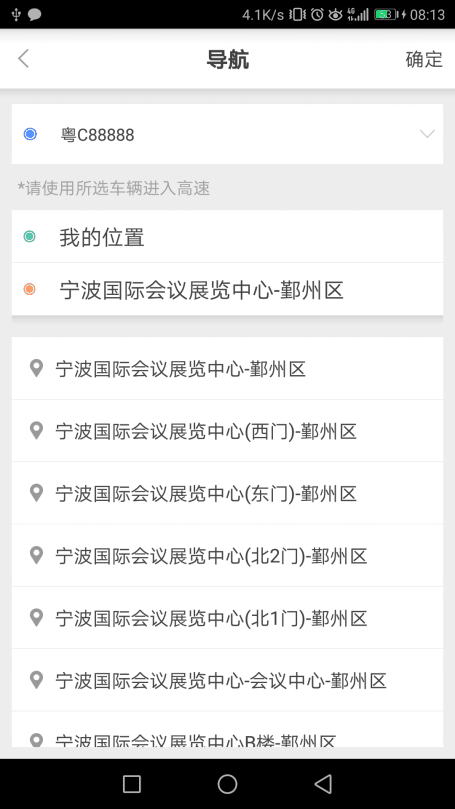 4.1K/s 4G 53 08:13
导航 确定
粤C88888
*请使用所选车辆进入高速
我的位置
宁波国际会议展览中心-鄞州区
宁波国际会议展览中心-鄞州区
宁波国际会议展览中心(西门)-鄞州区
宁波国际会议展览中心(东门)-鄞州区
宁波国际会议展览中心(北2门)-鄞州区
宁波国际会议展览中心(北1门)-鄞州区
宁波国际会议展览中心-会议中心-鄞州区
宁波国际会议展览中心B楼-鄞州区